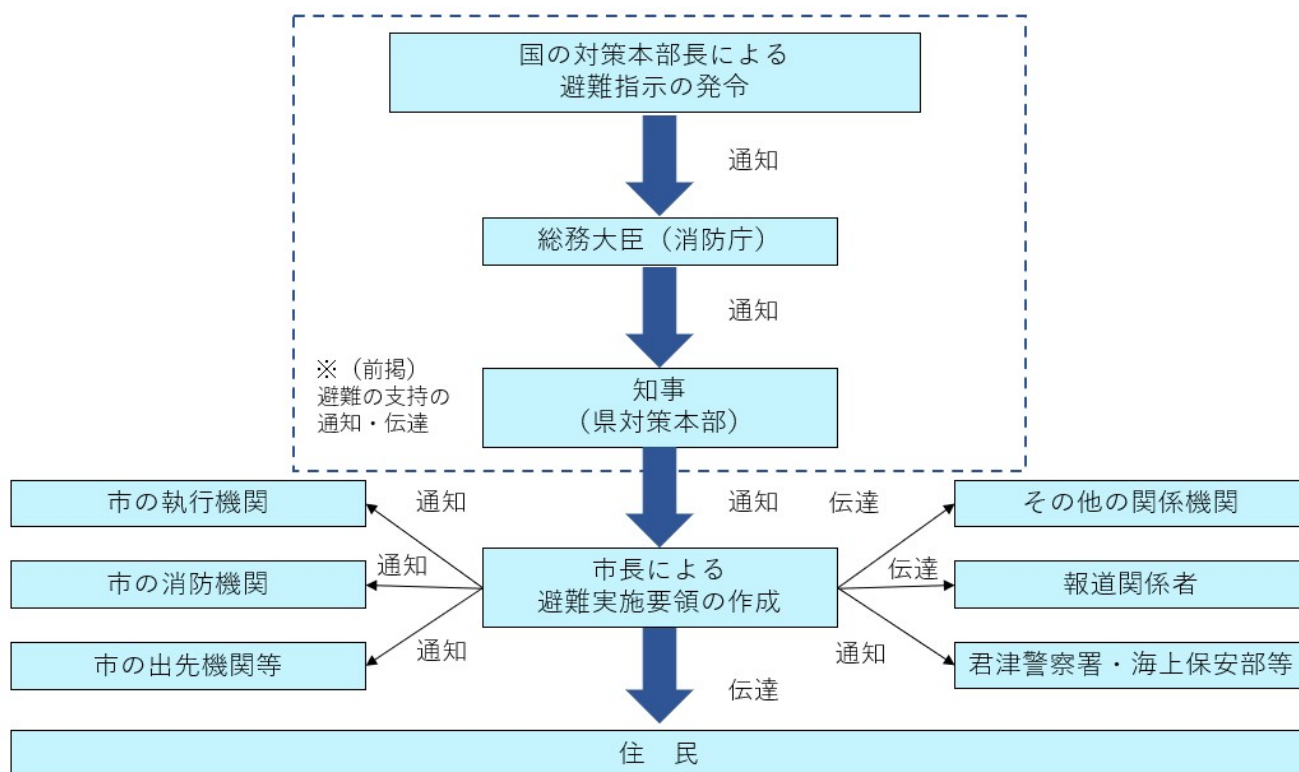 国の対策本部長による
避難指示の発令
通知
総務大臣（消防庁）
通知
※（前掲）
避難の支持の
通知・伝達
知事
（県対策本部）
市の執行機関
通知
通知
伝達
その他の関係機関
市の消防機関
通知
市長による
避難実施要領の作成
伝達
報道関係者
市の出先機関等
通知
通知
君津警察署・海上保安部等
伝達
住　民